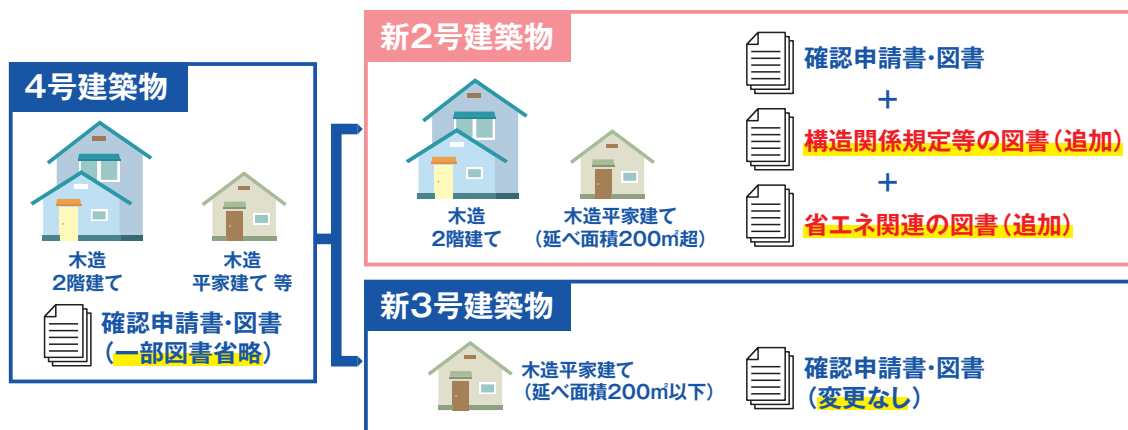 4号建築物
木造
2階建て
木造
平家建て 等
確認申請書・図書
(一部図書省略)
新2号建築物
木造
2階建て
木造平家建て
(延べ面積200㎡超)
確認申請書・図書
+
構造関係規定等の図書(追加)
+
省エネ関連の図書(追加)
新3号建築物
木造平家建て
(延べ面積200㎡以下)
確認申請書・図書
(変更なし)